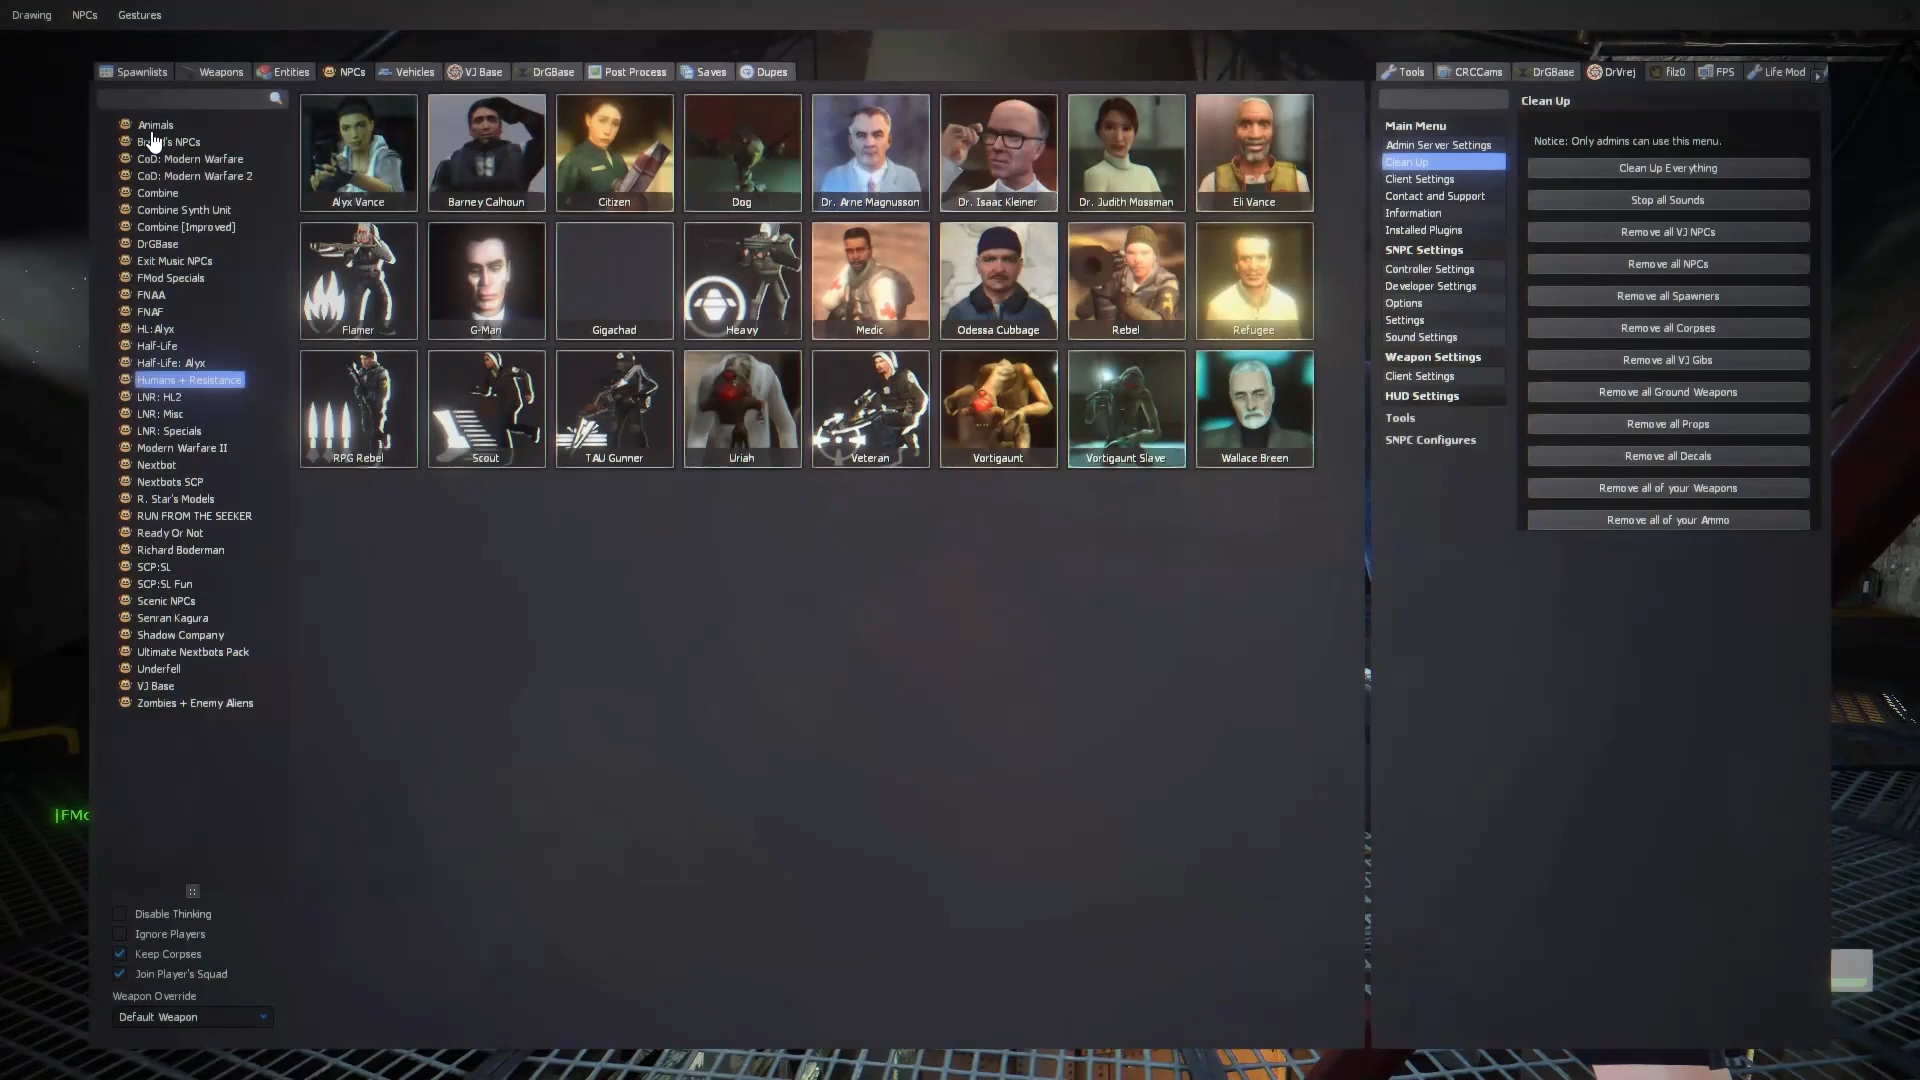 Drawing NPCs Gestures
Spawnlists Weapons Entities NPCs Vehicles VJ Base DrGBase Post Process Saves Dupes
Animals
NPCs
CoD: Modern Warfare
CoD: Modern Warfare 2
Combine
Combine Synth Unit
Combine [Improved]
DrGBase
Exit Music NPCs
FMod Specials
FNAA
FNAF
HL:Alyx
Half-Life
Half-Life: Alyx
Humans + Resistance
LNR: HL2
LNR: Misc
LNR: Specials
Modern Warfare II
Nextbot
Nextbots SCP
R. Star's Models
RUN FROM THE SEEKER
Ready Or Not
Richard Boderman
SCP:SL
SCP:SL Fun
Scenic NPCs
Senran Kagura
Shadow Company
Ultimate Nextbots Pack
Underfell
VJ Base
Zombies + Enemy Aliens
Disable Thinking
Ignore Players
Keep Corpses
Join Player's Squad
Weapon Override
Default Weapon
Alyx Vance Barney Calhoun Citizen Dog Dr. Arne Magnusson Dr. Isaac Kleiner Dr. Judith Mossman Eli Vance
Flamer G-Man Gigachad Heavy Medic Odessa Cubbage Rebel Refugee
RPG Rebel Scout TAU Gunner Uriah Veteran Vortigaunt Vortigaunt Slave Wallace Breen
Tools CRCCams DrGBase DrVrej filz0 FPS Life Mod
Main Menu
Admin Server Settings
Clean Up
Client Settings
Contact and Support
Information
Installed Plugins
SNPC Settings
Controller Settings
Developer Settings
Options
Settings
Sound Settings
Weapon Settings
Client Settings
HUD Settings
Tools
SNPC Configures
Clean Up
Notice: Only admins can use this menu.
Clean Up Everything
Stop all Sounds
Remove all VJ NPCs
Remove all NPCs
Remove all Spawners
Remove all Corpses
Remove all VJ Gibs
Remove all Ground Weapons
Remove all Props
Remove all Decals
Remove all of your Weapons
Remove all of your Ammo
|FMo